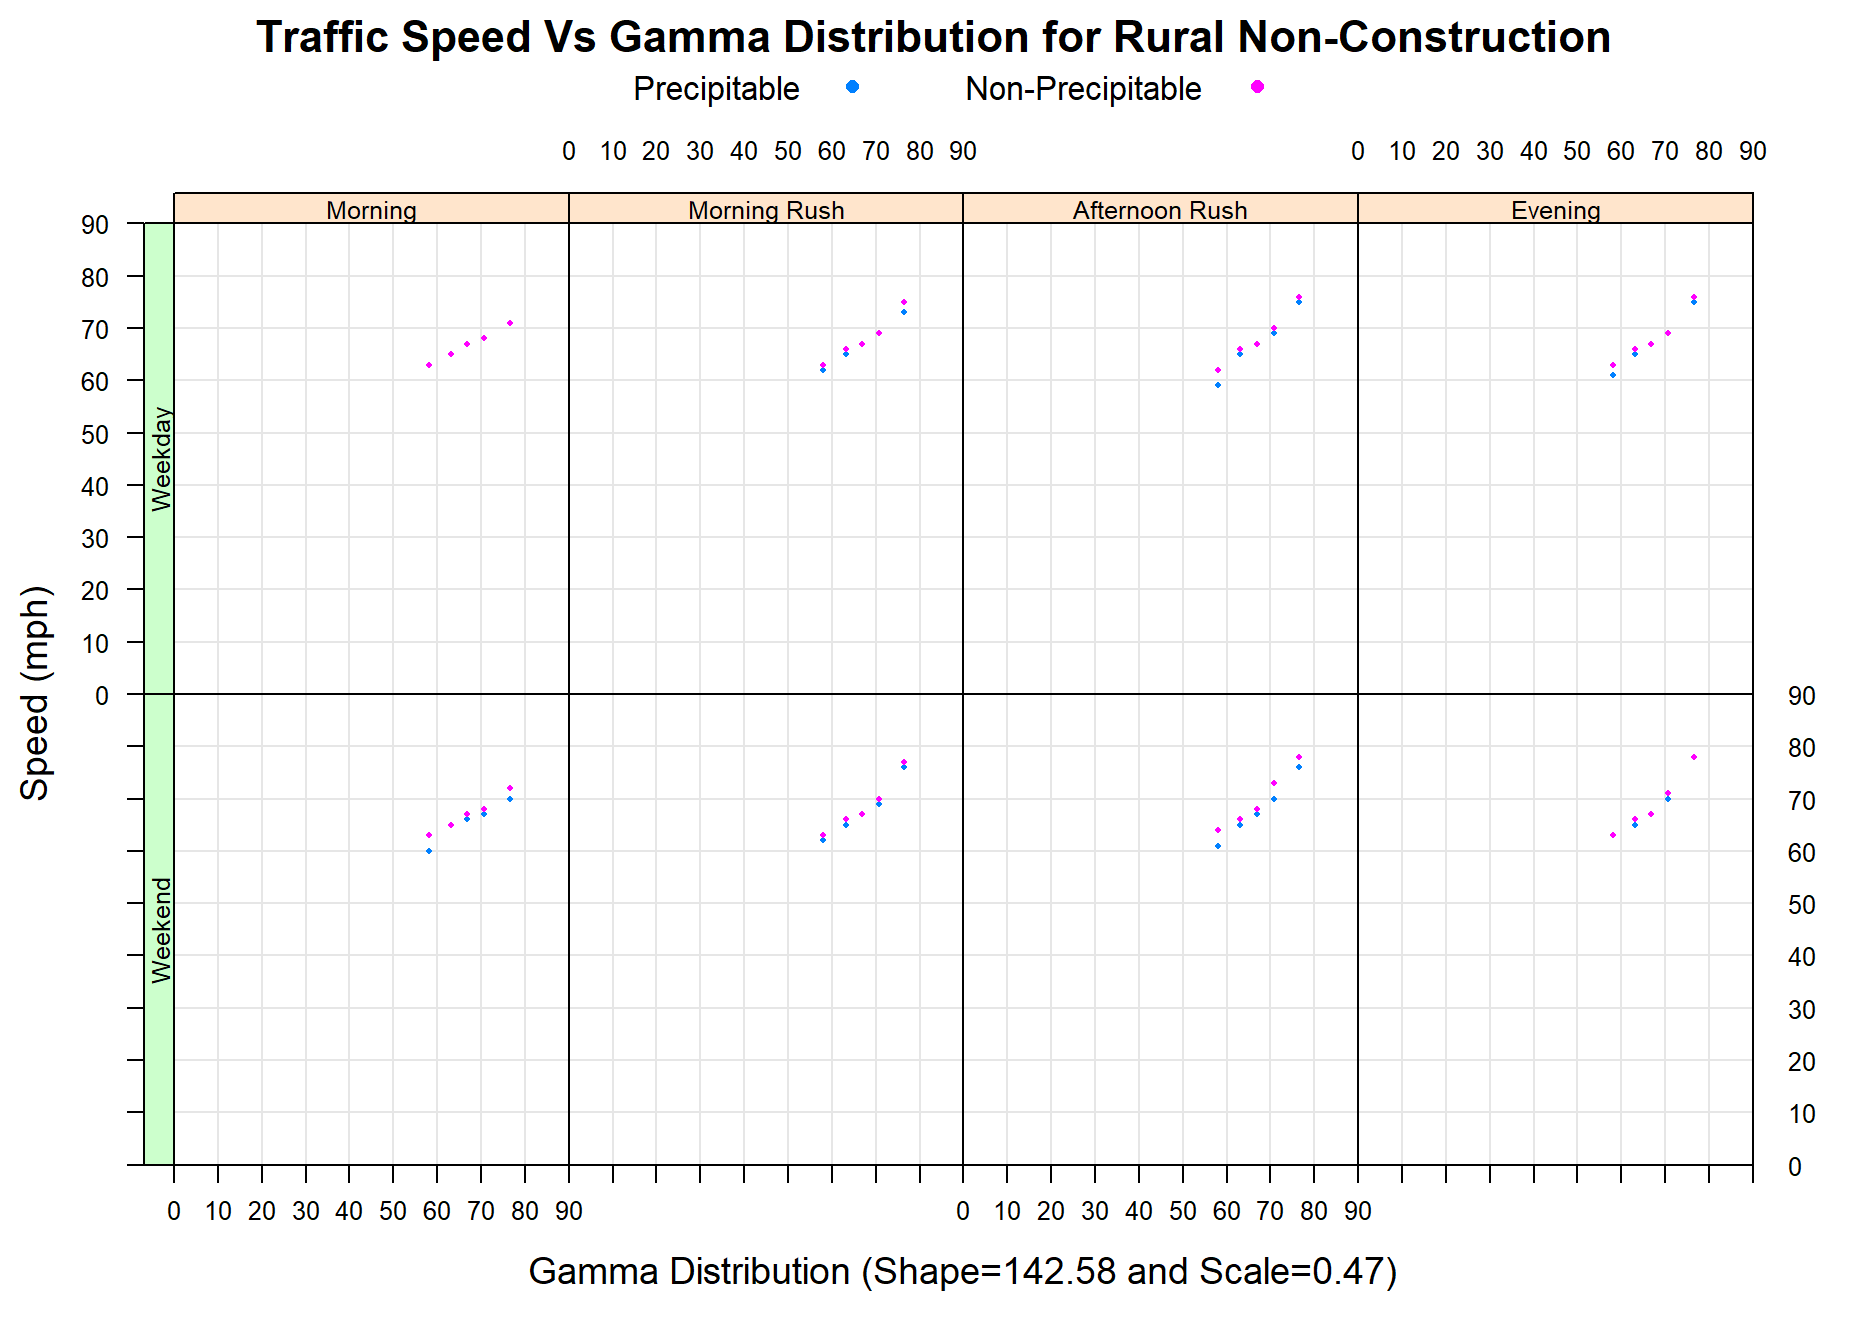 Traffic Speed Vs Gamma Distribution for Rural Non-Construction
Precipitable Non-Precipitable
0 10 20 30 40 50 60 70 80 90 0 10 20 30 40 50 60 70 80 90
Morning Morning Rush Afternoon Rush Evening
90
80
70
60
50
40
30
20
10
0
Weekday
Weekend
Speed (mph)
90
80
70
60
50
40
30
20
10
0
0 10 20 30 40 50 60 70 80 90 0 10 20 30 40 50 60 70 80 90
Gamma Distribution (Shape=142.58 and Scale=0.47)